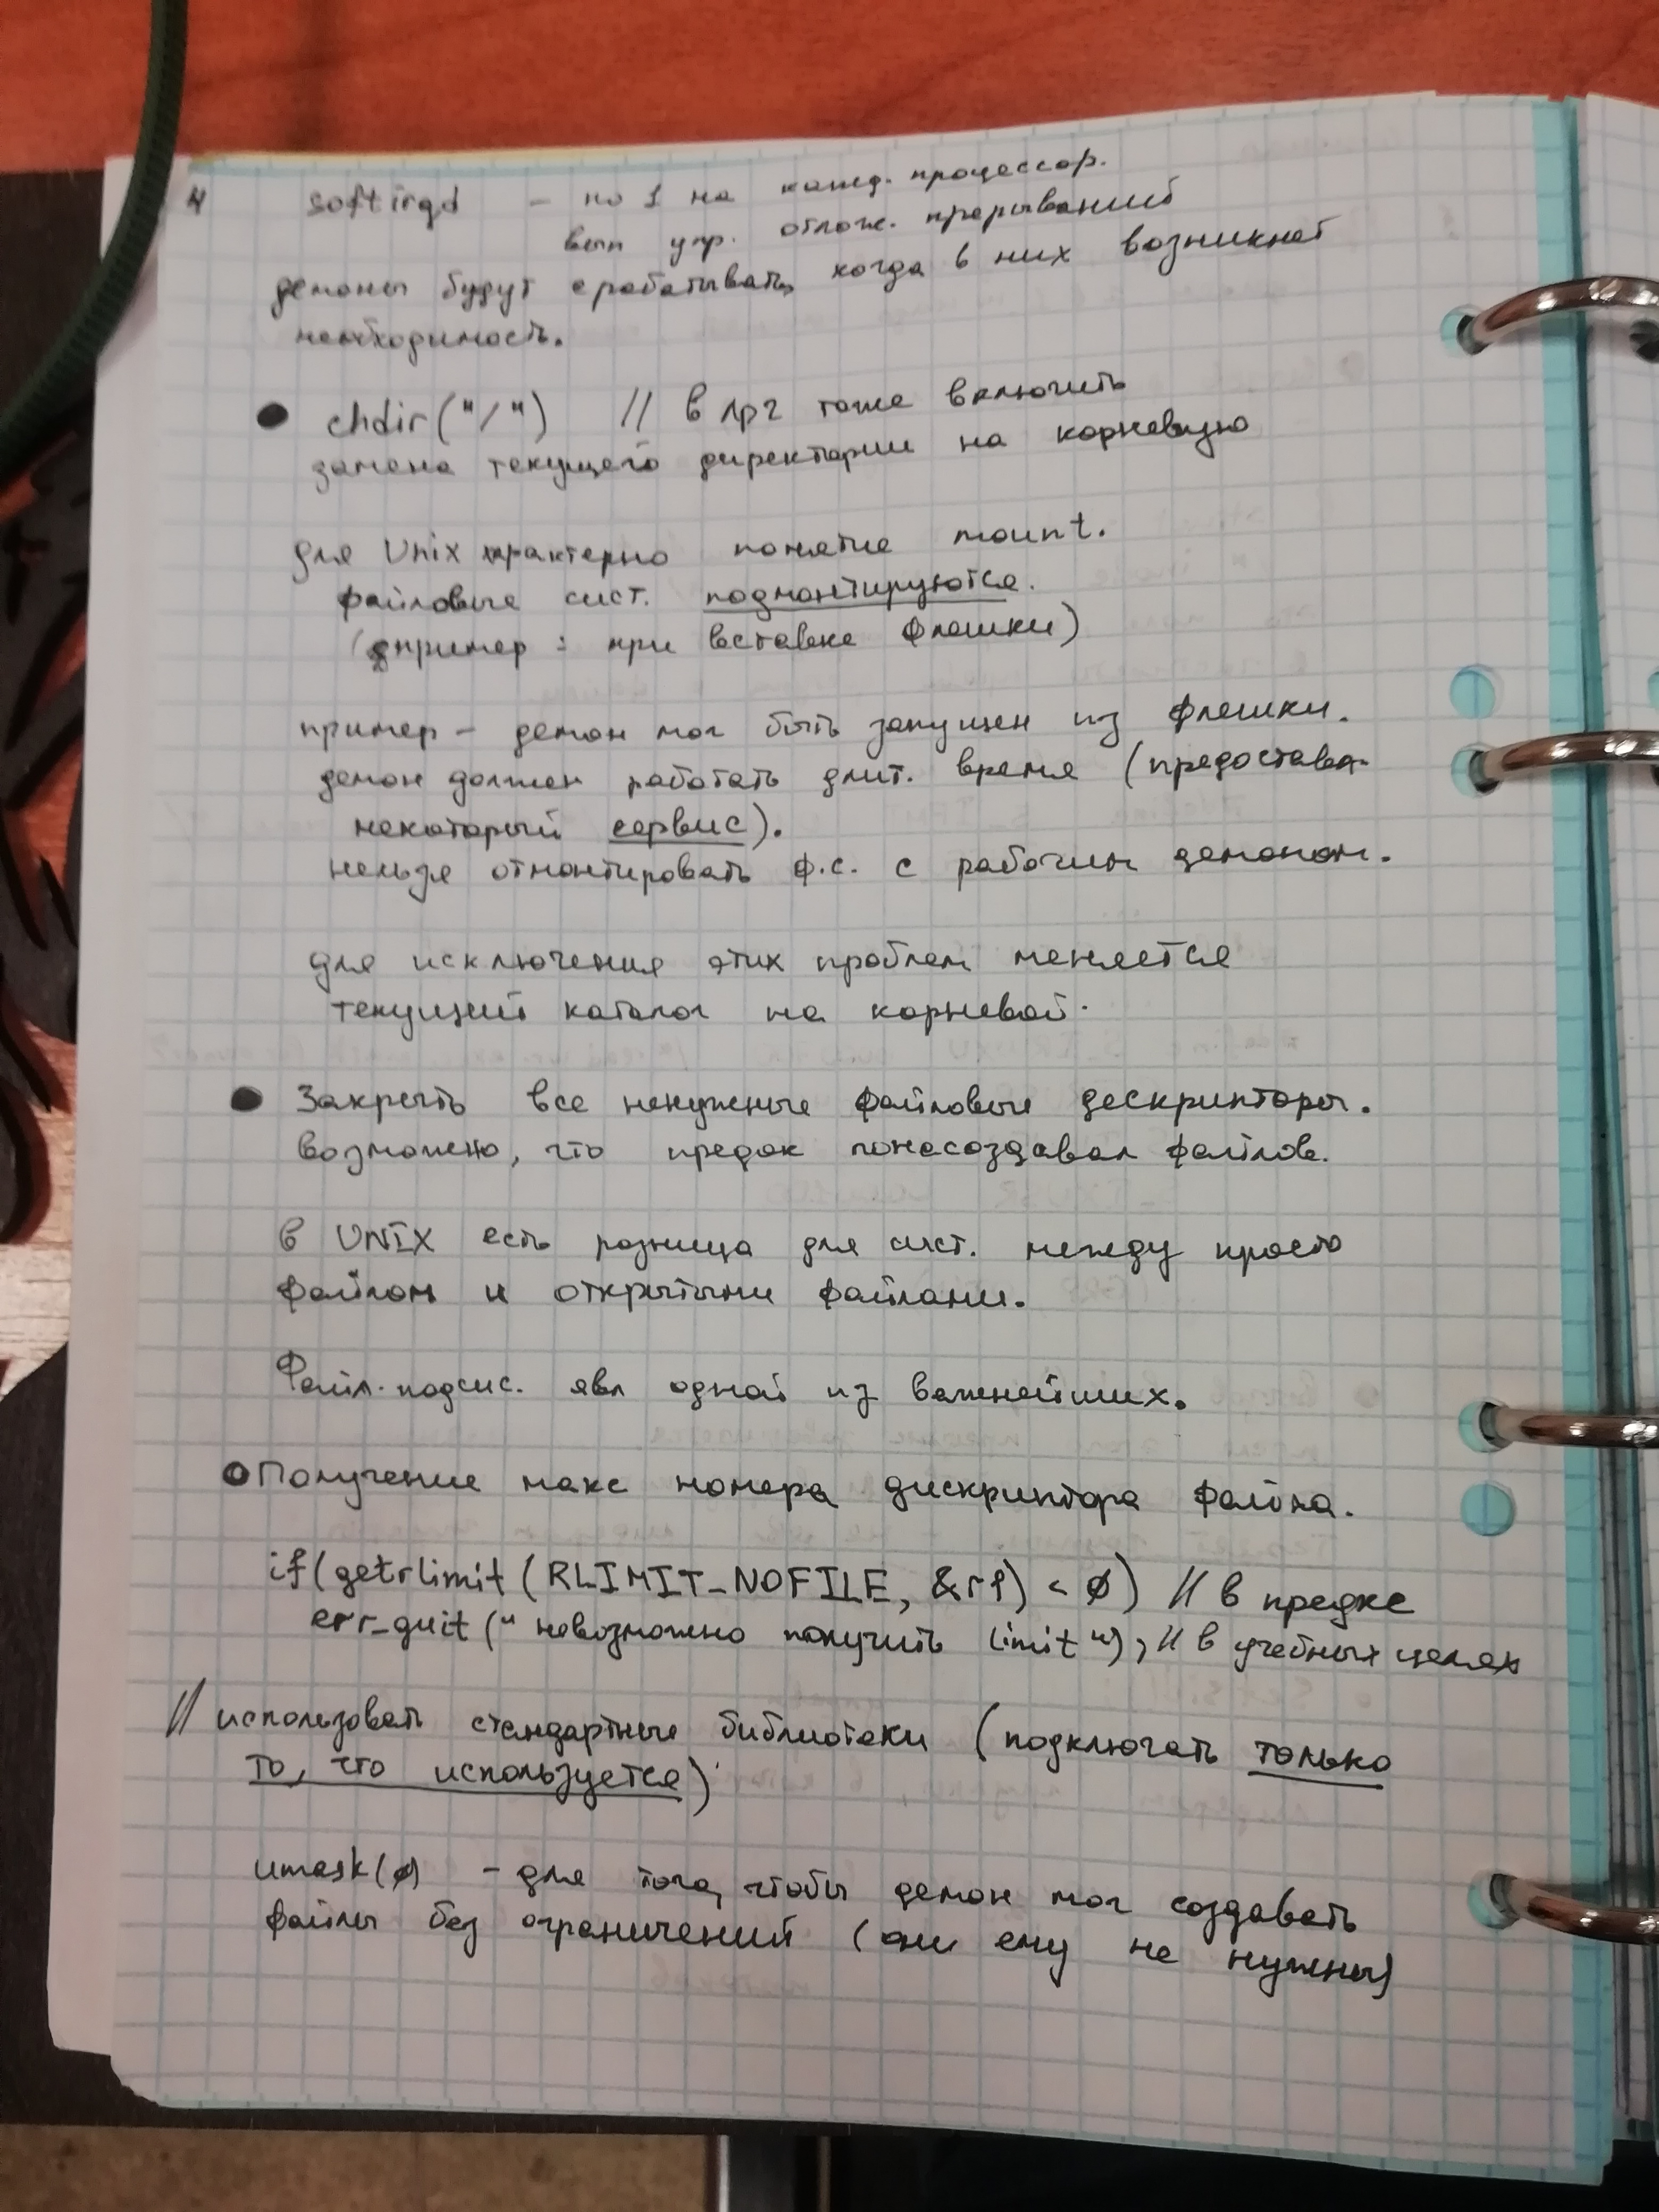 4 softirqd – по 1 на кажд. процессор.
вып упр. отлож. прерываний
демоны будут срабатывать, когда в них возникнет
необходимость.
● chdir("/") // в лр2 тоже включить
замена текущего директории на корневую
для Unix характерно понятие mount.
файловые сист. подмонтируются.
(пример: при вставке флешки)
пример – демон мог быть запущен из флешки.
демон должен работать длит. время (предоставл.
некоторый сервис).
нельзя отмонтировать ф.с. с рабочим демоном.
для исключения этих проблем меняется
текущий каталог на корневой.
● Закрыть все ненужные файловые дескрипторы.
возможно, что предок понасоздавал файлов.
в UNIX есть разница для сист. между просто
файлом и открытыми файлами.
Файл. подсис. явл одной из важнейших.
● Получение макс номера дискриптора файла.
if(getrlimit(RLIMIT_NOFILE, &rl) < 0) // в предке
err_quit("невозможно получить limit"); // в учебных целях
// использовать стандартные библиотеки (подключать только
то, что используется)
umask(0) – для того, чтобы демон мог создавать
файлы без ограничений (они ему не нужны)